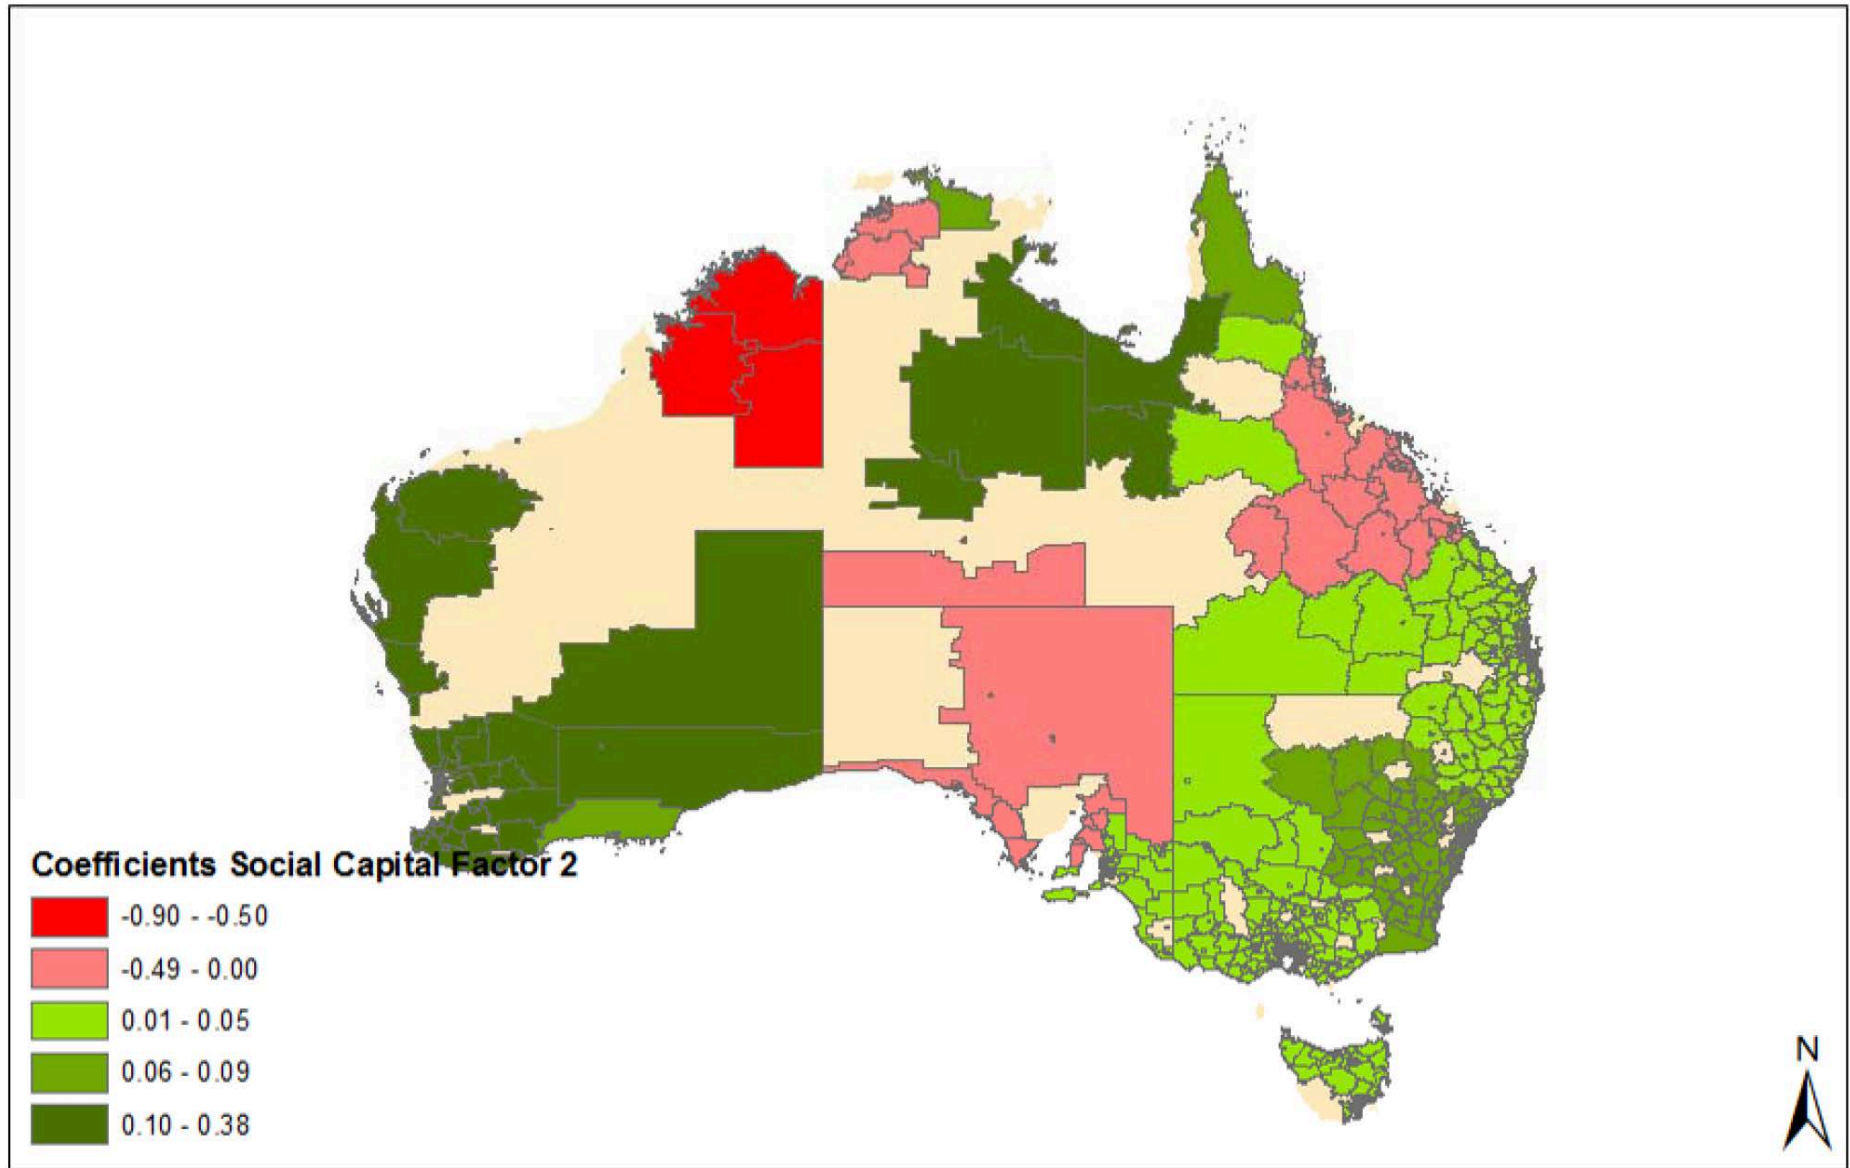 N
Coefficients Social Capital Factor 2
-0.90 - -0.50
-0.49 - 0.00
0.01 - 0.05
0.06 - 0.09
0.10 - 0.38